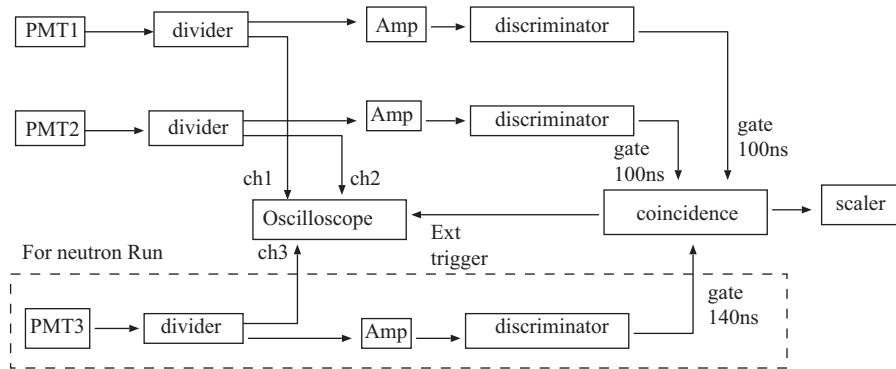 PMT1
divider
Amp
discriminator
PMT2
divider
Amp
discriminator
gate
100ns
gate
100ns
ch1
ch2
Oscilloscope
ch3
Ext
trigger
coincidence
scaler
For neutron Run
PMT3
divider
Amp
discriminator
gate
140ns